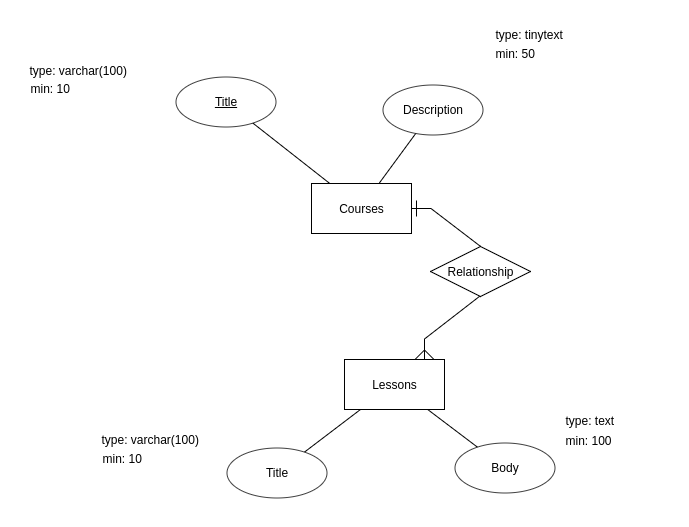 type: tinytext
min: 50
type: varchar(100)
min: 10
Title
Description
Courses
Relationship
Lessons
type: text
min: 100
type: varchar(100)
min: 10
Title
Body